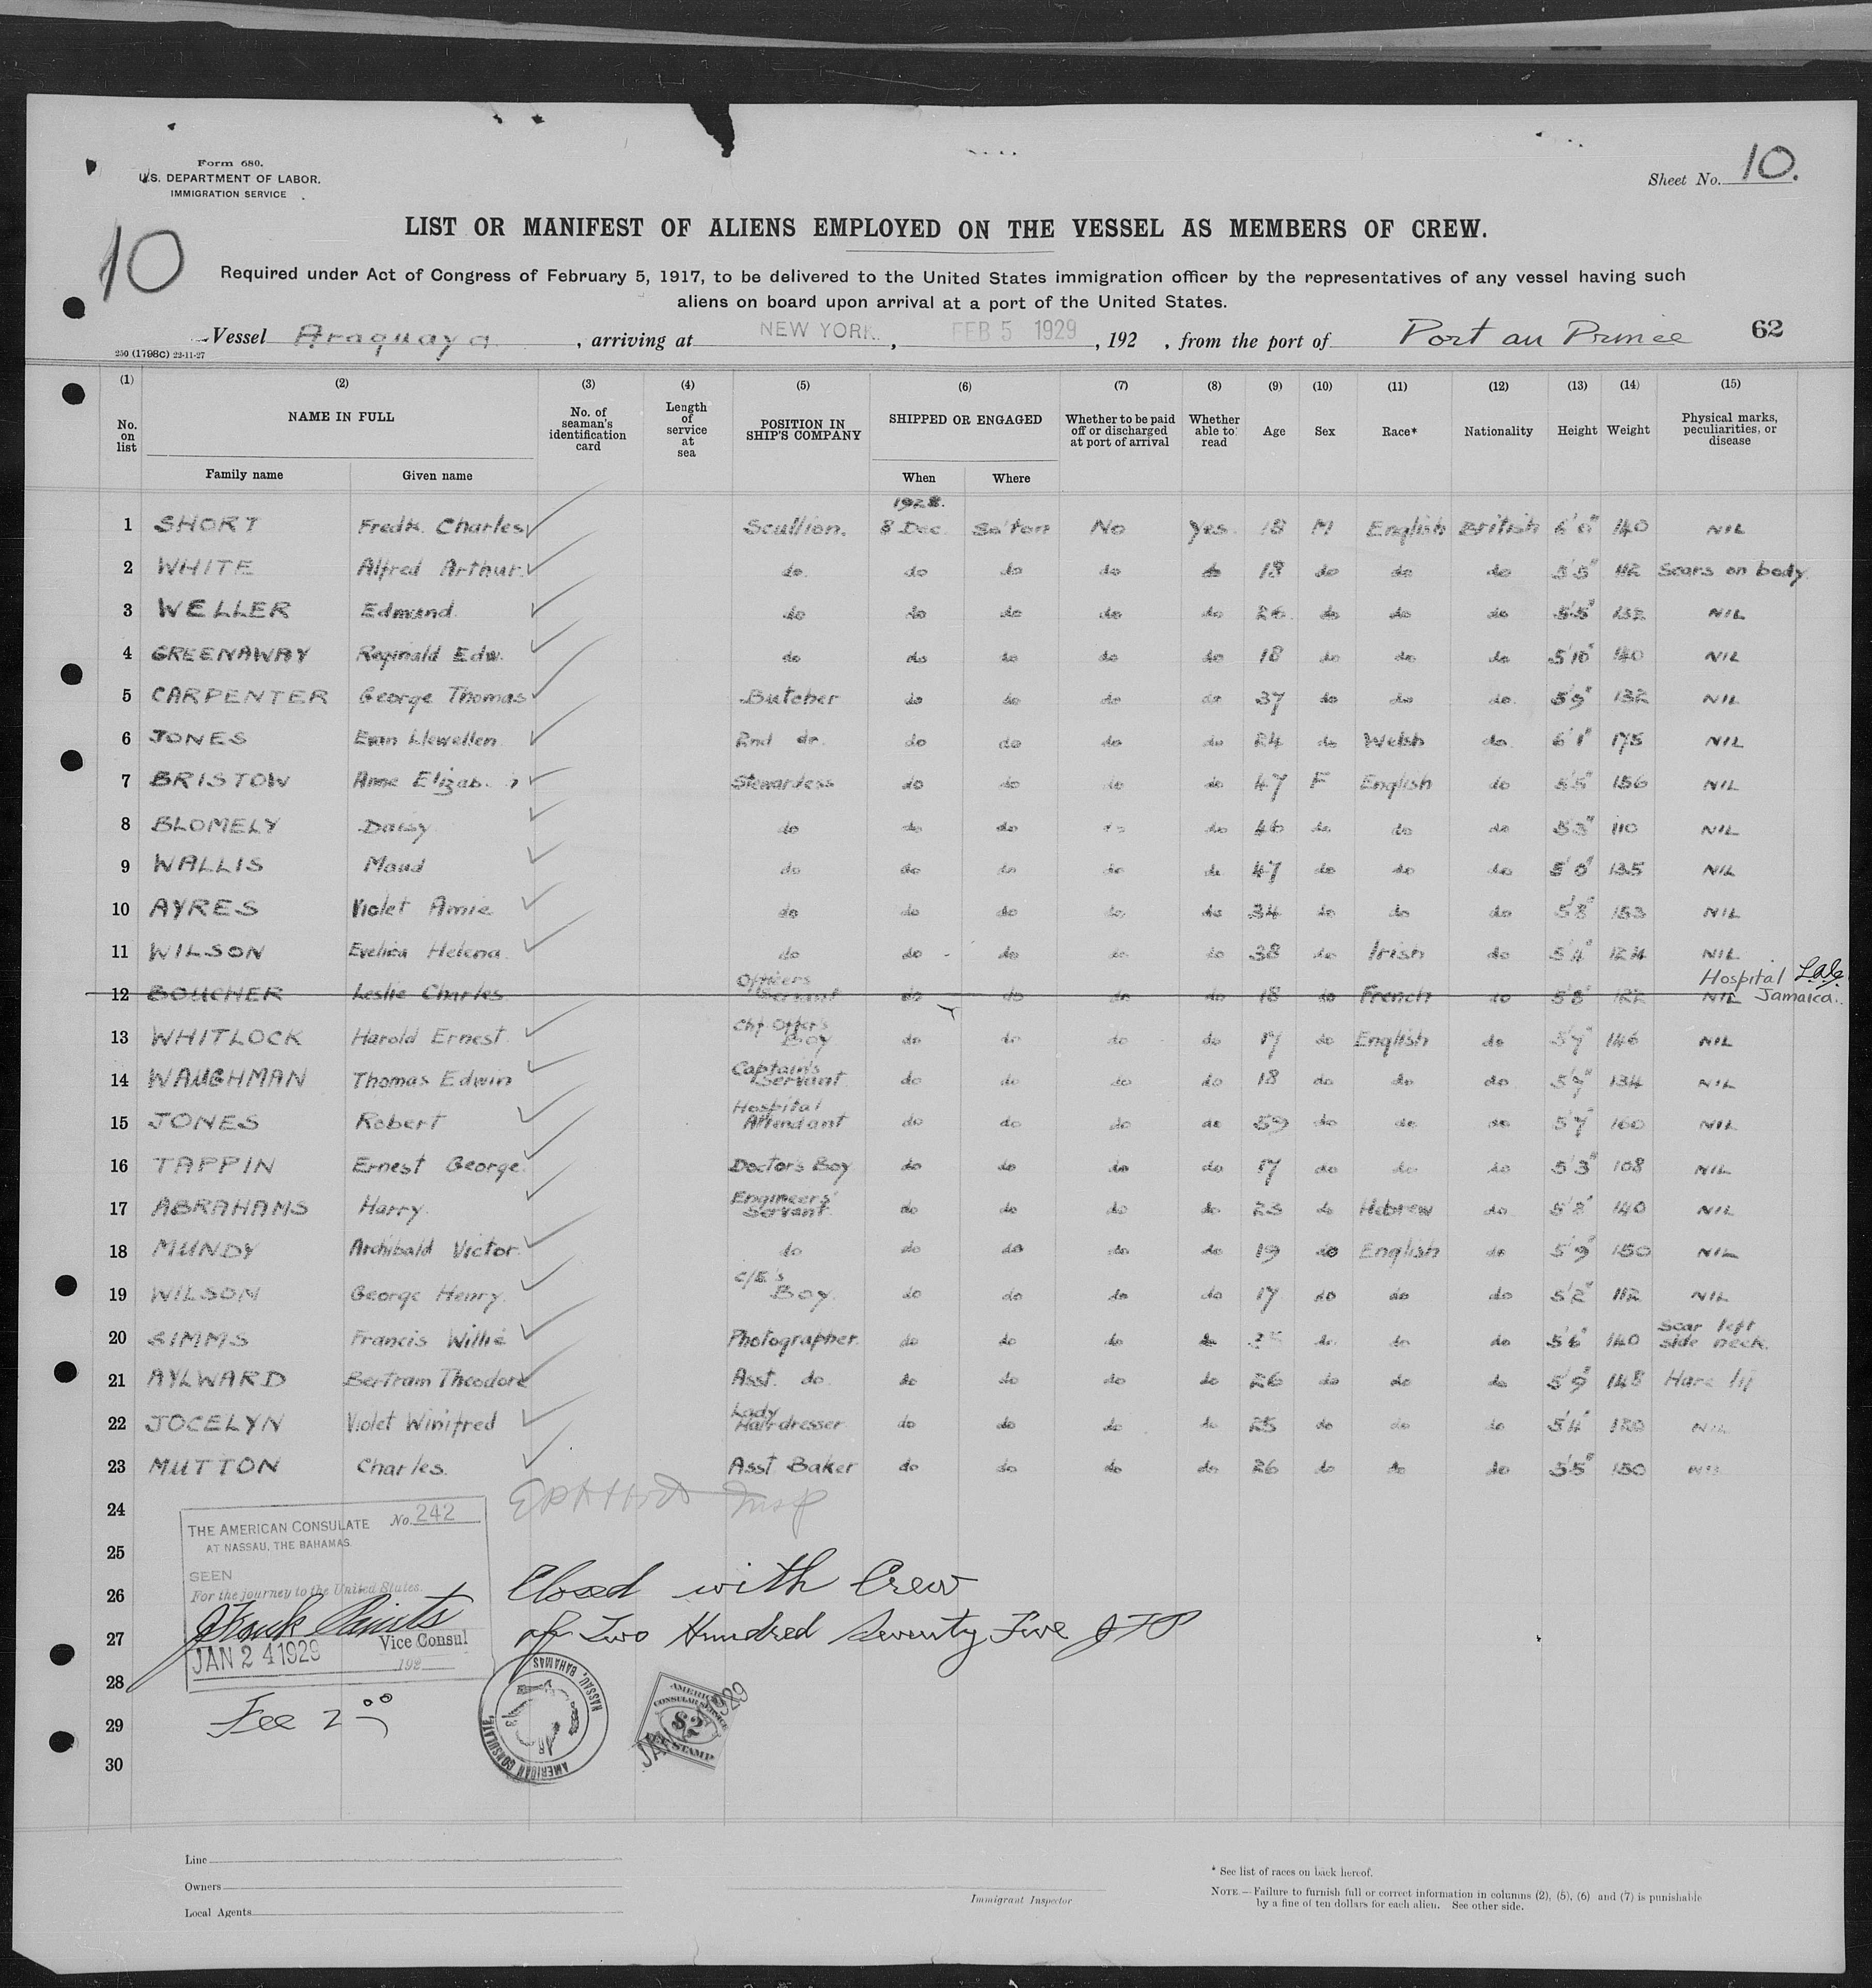 Form 680.
U.S. DEPARTMENT OF LABOR.
IMMIGRATION SERVICE
Sheet No. 10.
10
LIST OR MANIFEST OF ALIENS EMPLOYED ON THE VESSEL AS MEMBERS OF CREW.
Required under Act of Congress of February 5, 1917, to be delivered to the United States immigration officer by the representatives of any vessel having such
aliens on board upon arrival at a port of the United States.
Vessel Araguaya, arriving at NEW YORK, FEB 5 1929, 192 , from the port of Port au Prince 62
250 (1798C) 22-11-27
(1) (2) (3) (4) (5) (6) (7) (8) (9) (10) (11) (12) (13) (14) (15)
No. on list NAME IN FULL No. of seaman's identification card Length of service at sea POSITION IN SHIP'S COMPANY SHIPPED OR ENGAGED Whether to be paid off or discharged at port of arrival Whether able to read Age Sex Race* Nationality Height Weight Physical marks, peculiarities, or disease
Family name Given name When Where
1928.
1 SHORT Fredk. Charles Scullion. 8 Dec. So'ton No Yes. 18 M English British 6'0" 140 NIL
2 WHITE Alfred Arthur. do. do do do do 18 do do do 5'5" 112 Scars on body.
3 WELLER Edmund. do do do do do 26 do do do 5'5" 132 NIL
4 GREENAWAY Reginald Edw. do do do do do 18 do do do 5'10" 140 NIL
5 CARPENTER George Thomas Butcher do do do do 37 do do do. 5'9" 132 NIL
6 JONES Evan Llewellen. 2nd do. do do do do 24 do Welsh do. 6'1" 175 NIL
7 BRISTOW Anne Elizab. h Stewardess do do do do 47 F English do 5'5" 156 NIL
8 BLOMELY Daisy do do do do do 46 do do do 5'3" 110 NIL
9 WALLIS Maud do do do do do 47 do do do 5'0" 135 NIL
10 AYRES Violet Amie do do do do do 34 do do do 5'8" 153 NIL
11 WILSON Evelina Helena. do do do do do 38 do Irish do 5'4" 124 NIL
12 BOUCHER Leslie Charles Officers Servant do do do do 18 do French do 5'8" 122 NIL Hospital Jamaica.
13 WHITLOCK Harold Ernest. Chf Offcr's Boy do do do do 17 do English do 5'7" 146 NIL
14 WAUGHMAN Thomas Edwin Captain's Servant do do do do 18 do do do 5'7" 134 NIL
15 JONES Robert Hospital Attendant do do do do 59 do do do 5'7" 160 NIL
16 TAPPIN Ernest George. Doctor's Boy do do do do 17 do do do 5'3" 108 NIL
17 ABRAHAMS Harry. Engineers' Servant do do do do 23 do Hebrew do 5'8" 140 NIL
18 MUNDY Archibald Victor. do do do do do 19 do English do 5'9" 150 NIL
19 WILSON George Henry. C/E's Boy. do do do do 17 do do do 5'2" 112 NIL
20 SIMMS Francis Willie Photographer. do do do do do do do 5'6" 140 Scar left side neck.
21 AYLWARD Bertram Theodore Asst. do. do do do do 26 do do do 5'9" 148 Hare lip
22 JOCELYN Violet Winifred Lady Hairdresser do do do do 25 do do do 5'4" 130 NIL
23 MUTTON Charles. Asst Baker do do do do 26 do do do 5'5" 150 NIL
24
25
26
27
28
29
30
THE AMERICAN CONSULATE No. 242
AT NASSAU, THE BAHAMAS.
SEEN
For the journey to the United States.
Vice Consul
JAN 24 1929
192
Insp
Closed with Crew
of Two Hundred Seventy Five JTP
Fee 2 00
AMERICAN CONSULATE NASSAU, BAHAMAS
AMERICAN
CONSULAR SERVICE
$2
FEE STAMP
Line
Owners
Local Agents
Immigrant Inspector
* See list of races on back hereof.
NOTE.—Failure to furnish full or correct information in columns (2), (5), (6) and (7) is punishable
by a fine of ten dollars for each alien. See other side.